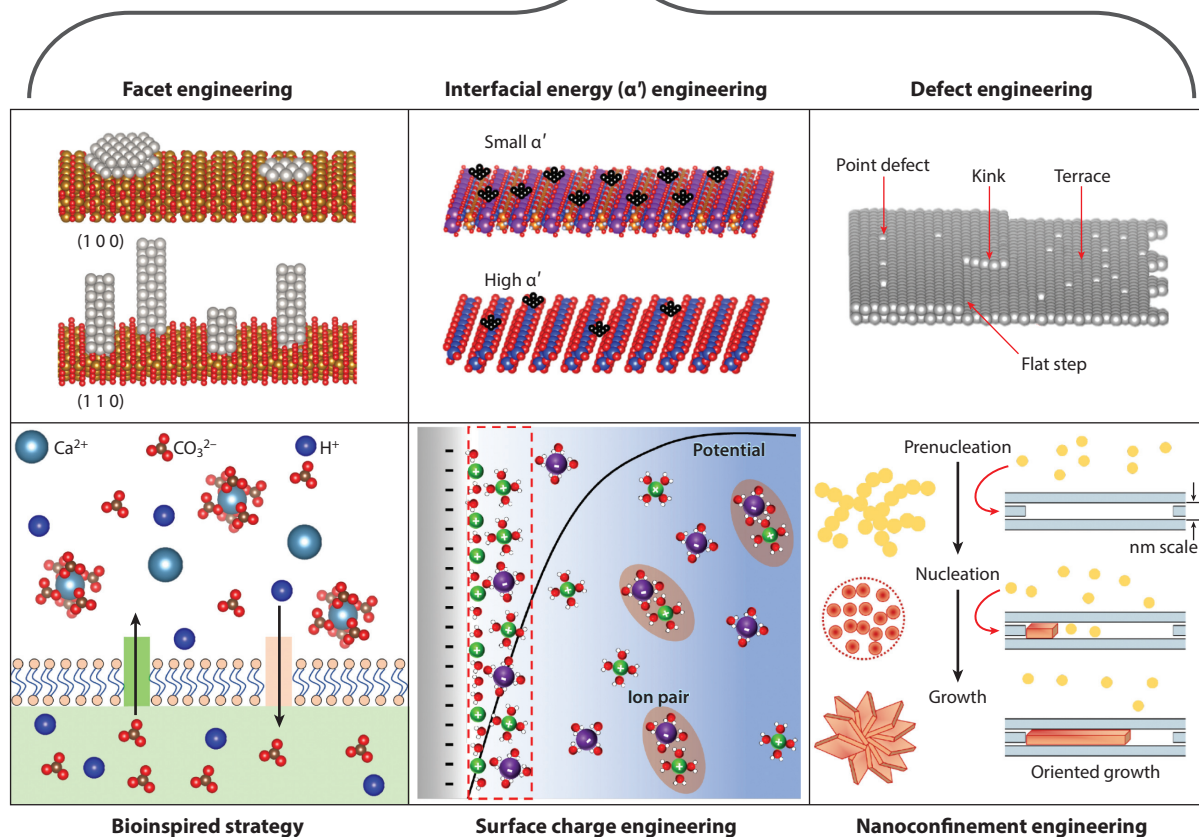 Facet engineering
Interfacial energy (α′) engineering
Defect engineering
(1 0 0)
(1 1 0)
Small α′
High α′
Point defect
Kink
Terrace
Flat step
Ca²⁺
CO₃²⁻
H⁺
Potential
Ion pair
Prenucleation
nm scale
Nucleation
Growth
Oriented growth
Bioinspired strategy
Surface charge engineering
Nanoconfinement engineering